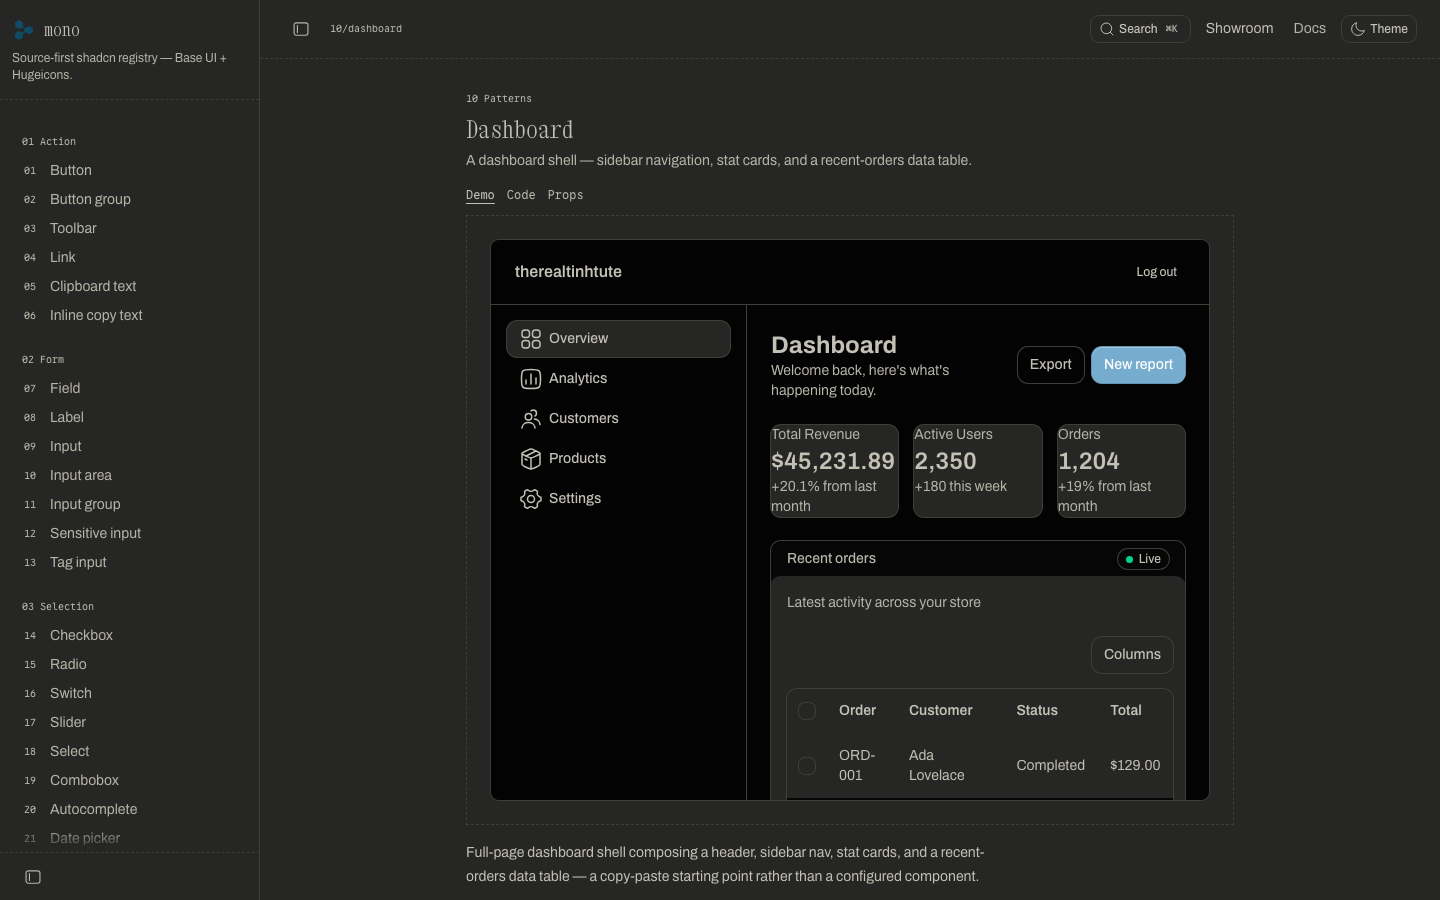 mono
Source-first shadcn registry — Base UI +
Hugeicons.
01 Action
01 Button
02 Button group
03 Toolbar
04 Link
05 Clipboard text
06 Inline copy text
02 Form
07 Field
08 Label
09 Input
10 Input area
11 Input group
12 Sensitive input
13 Tag input
03 Selection
14 Checkbox
15 Radio
16 Switch
17 Slider
18 Select
19 Combobox
20 Autocomplete
21 Date picker
10/dashboard
Search ⌘K
Showroom
Docs
Theme
10 Patterns
Dashboard
A dashboard shell — sidebar navigation, stat cards, and a recent-orders data table.
Demo Code Props
therealtinhtute
Log out
Overview
Analytics
Customers
Products
Settings
Dashboard
Welcome back, here's what's
happening today.
Export
New report
Total Revenue
$45,231.89
+20.1% from last
month
Active Users
2,350
+180 this week
Orders
1,204
+19% from last
month
Recent orders
Live
Latest activity across your store
Columns
Order Customer Status Total
ORD-
001
Ada
Lovelace
Completed
$129.00
Full-page dashboard shell composing a header, sidebar nav, stat cards, and a recent-
orders data table — a copy-paste starting point rather than a configured component.